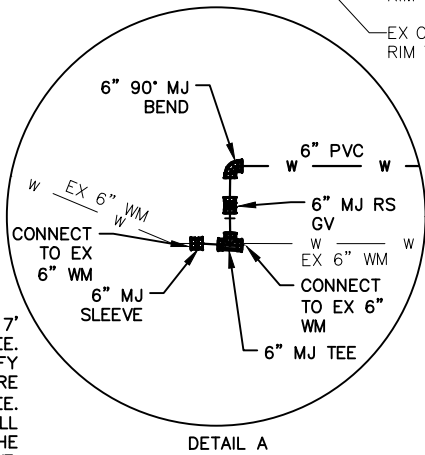 RIM
EX C
RIM
6" 90° MJ
BEND
W 6" PVC W
W EX 6" WM
W
6" MJ RS
GV
CONNECT
TO EX
6" WM
W W
EX 6" WM
6" MJ
SLEEVE
CONNECT
TO EX 6"
WM
6" MJ TEE
7'
EE.
FY
RE
EE.
LL
HE
DETAIL A